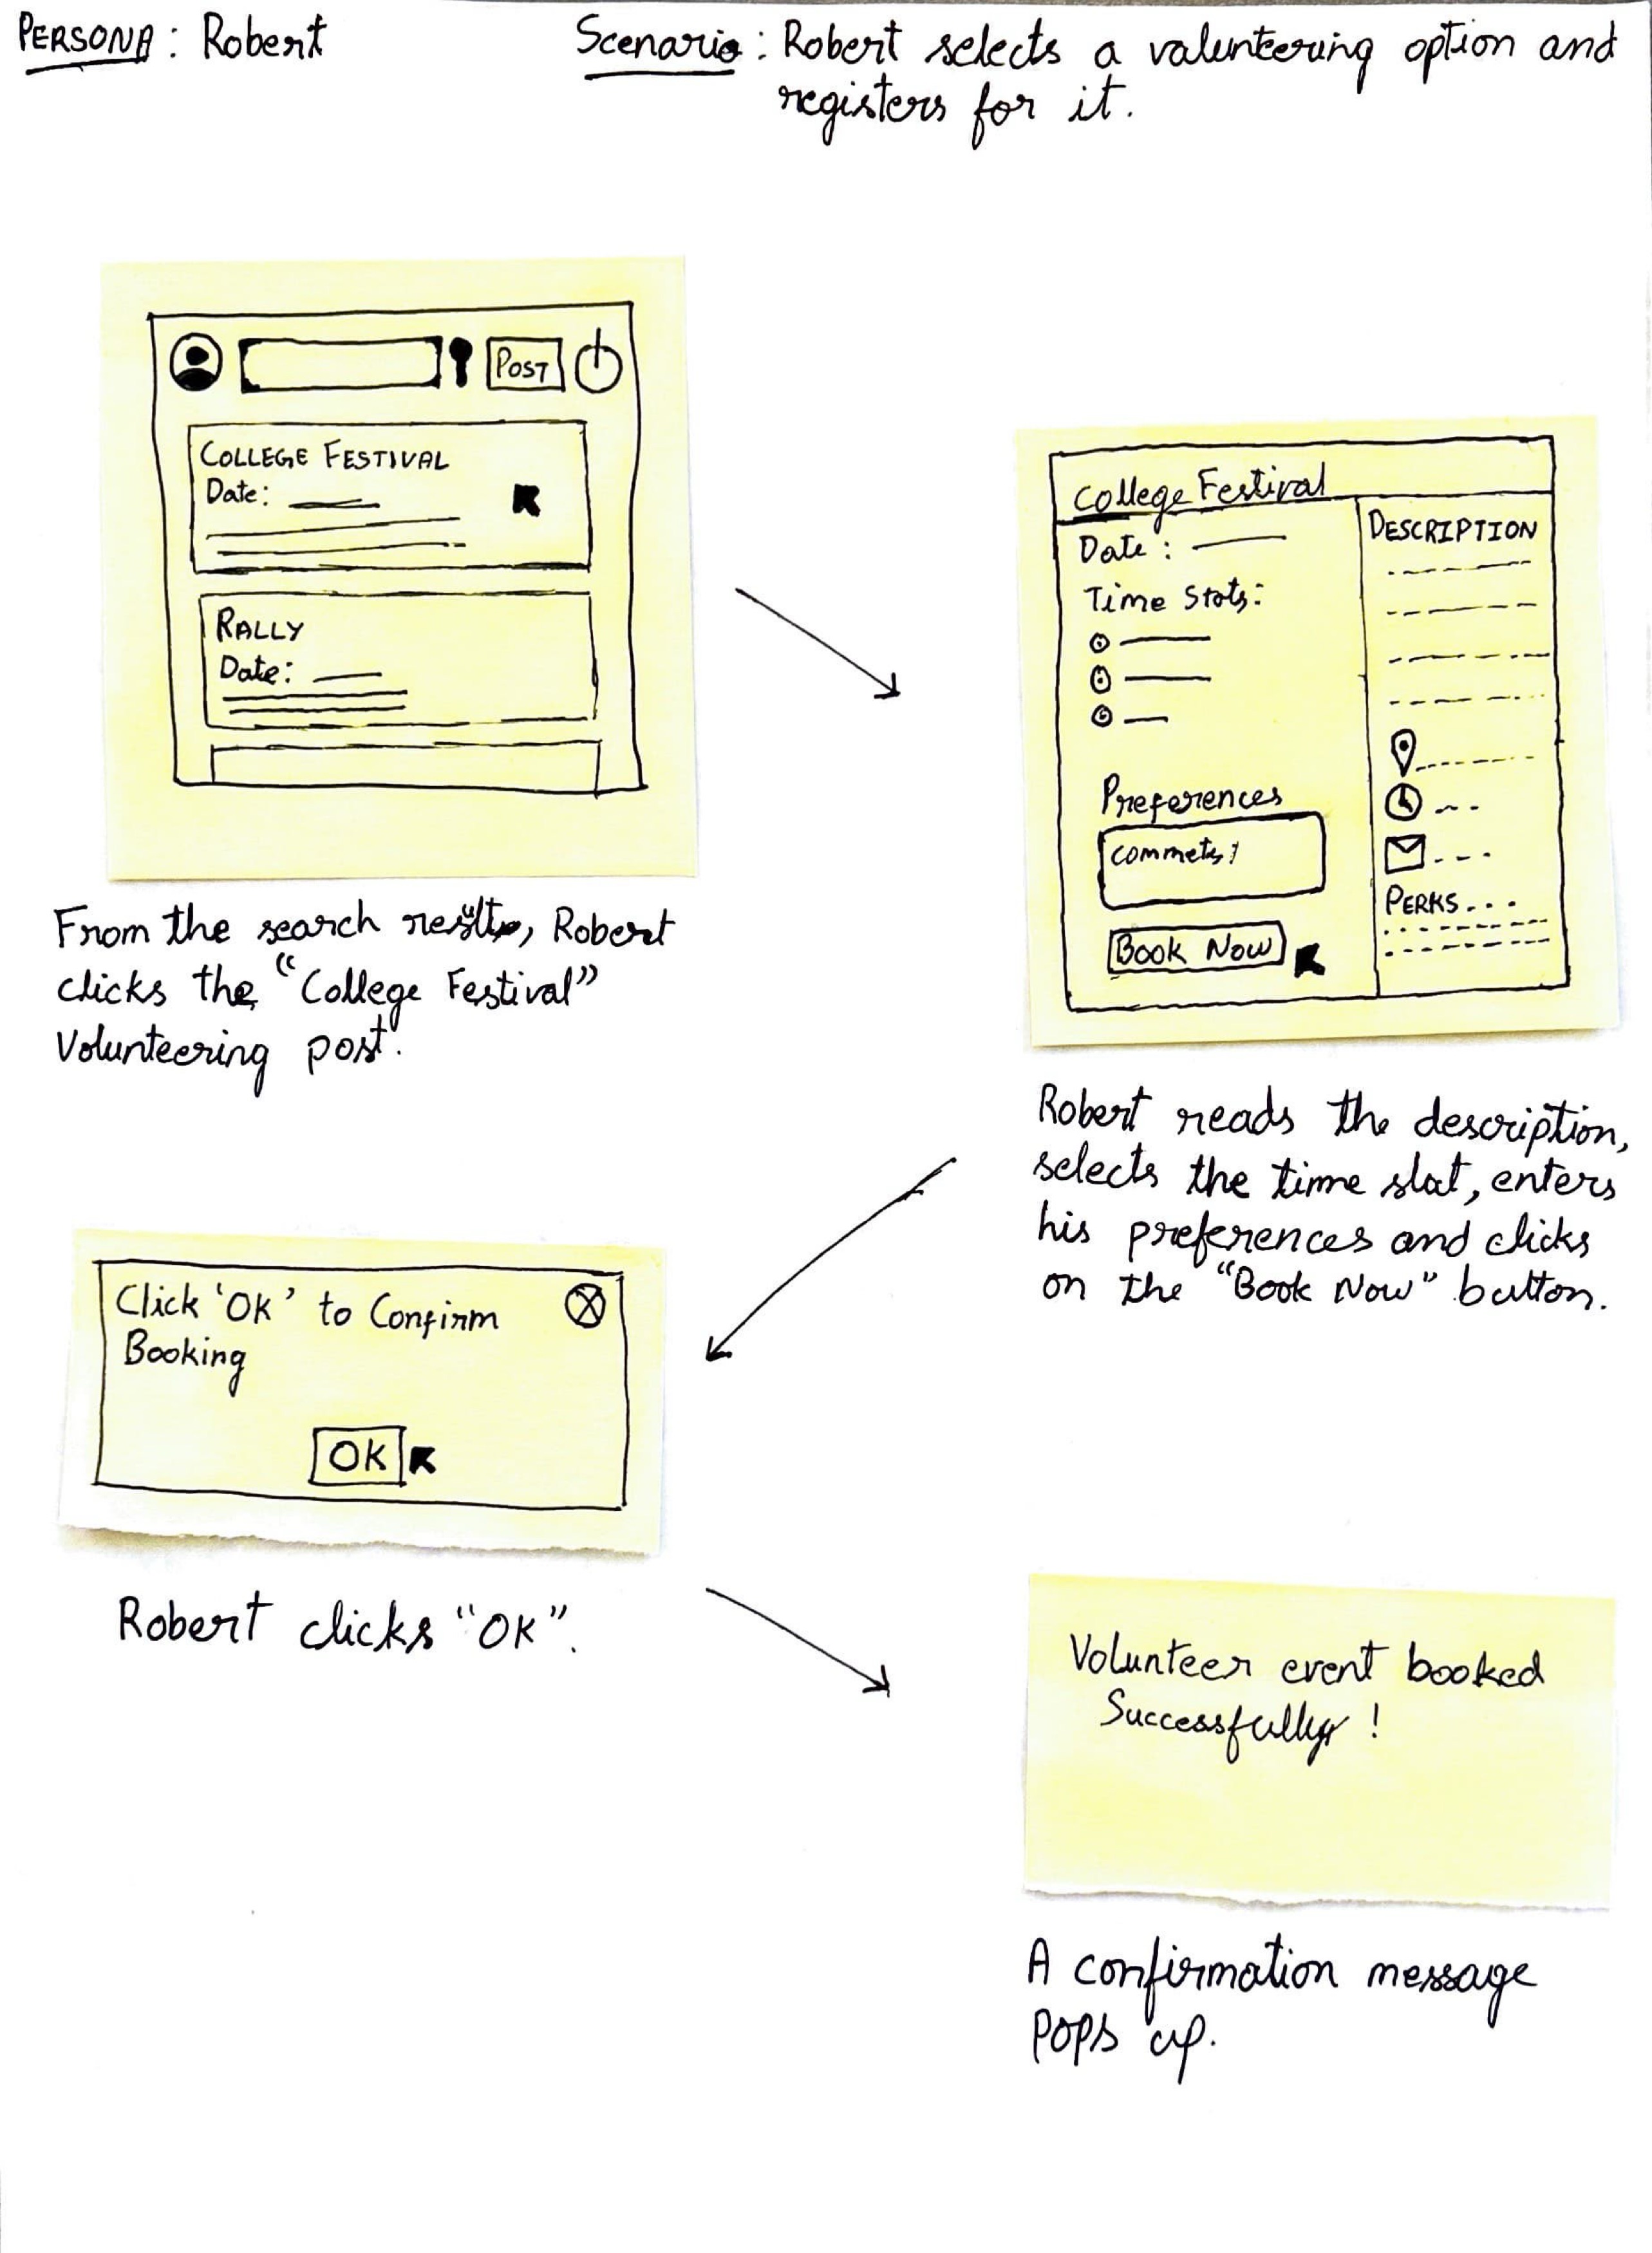 PERSONA: Robert
Scenario: Robert selects a valunteering option and
registers for it.
POST
COLLEGE FESTIVAL
Date:
RALLY
Date:
From the search results, Robert
clicks the "College Festival"
Volunteering post.
College Festival
Date:
Time Slots:
Preferences
commets:
Book Now
DESCRIPTION
PERKS...
Robert reads the description,
selects the time slot, enters
his preferences and clicks
on the "Book Now" button.
Click 'OK' to Confirm
Booking
OK
Robert clicks "OK".
Volunteer event booked
Successfully!
A confirmation message
Pops up.